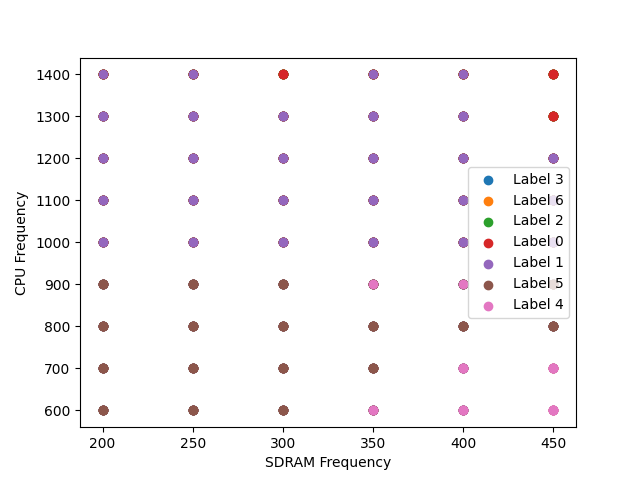 1400
1300
1200
1100
1000
900
800
700
600
CPU Frequency
Label 3
Label 6
Label 2
Label 0
Label 1
Label 5
Label 4
200 250 300 350 400 450
SDRAM Frequency